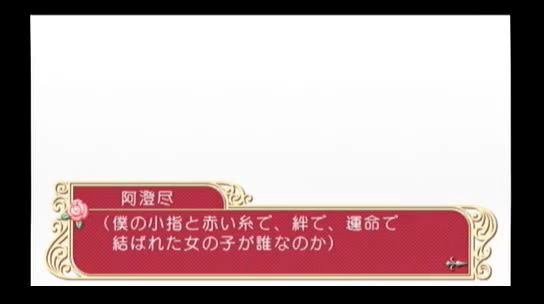 阿澄尽
（僕の小指と赤い糸で、絆で、運命で
結ばれた女の子が誰なのか）